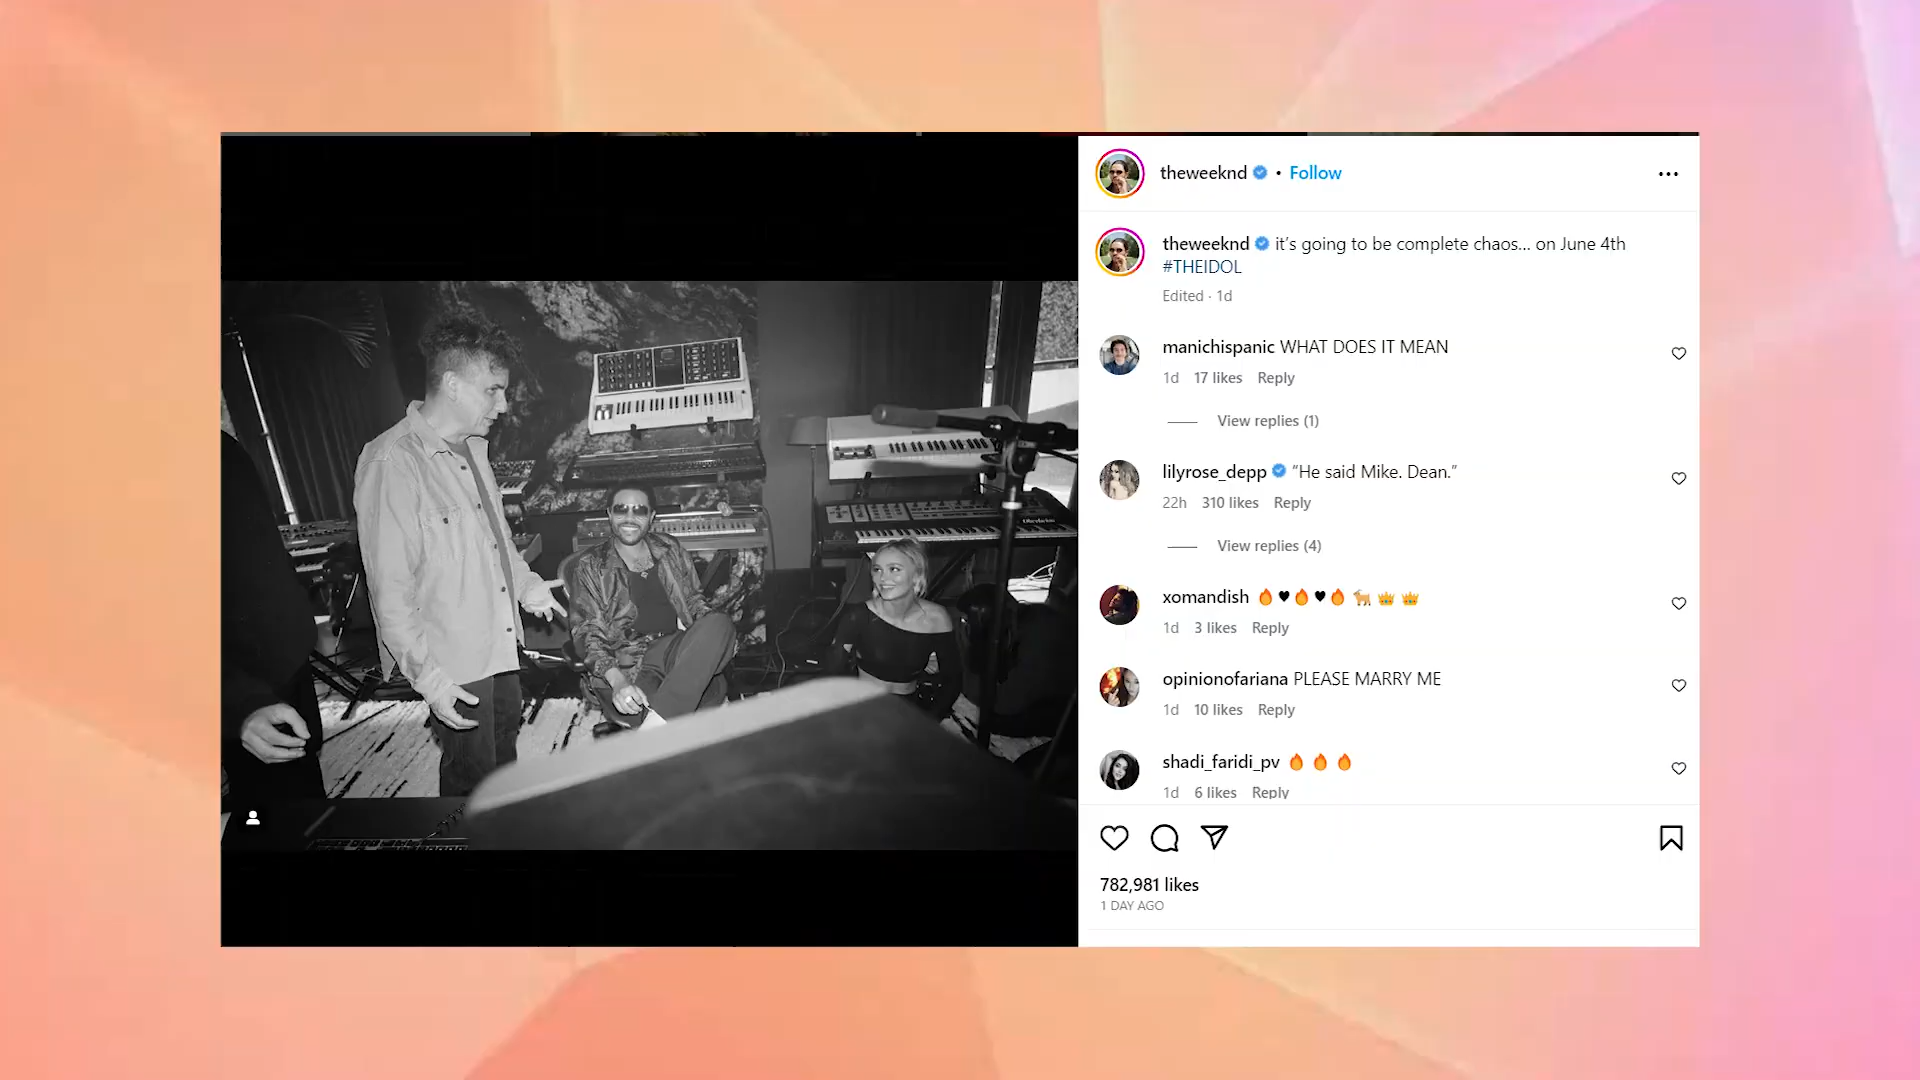 theweeknd • Follow
theweeknd it's going to be complete chaos... on June 4th
#THEIDOL
Edited · 1d
manichispanic WHAT DOES IT MEAN
1d 17 likes Reply
View replies (1)
lilyrose_depp “He said Mike. Dean.”
22h 310 likes Reply
View replies (4)
xomandish 🔥♥🔥♥🔥🐐👑👑
1d 3 likes Reply
opinionofariana PLEASE MARRY ME
1d 10 likes Reply
shadi_faridi_pv 🔥🔥🔥
1d 6 likes Reply
782,981 likes
1 DAY AGO